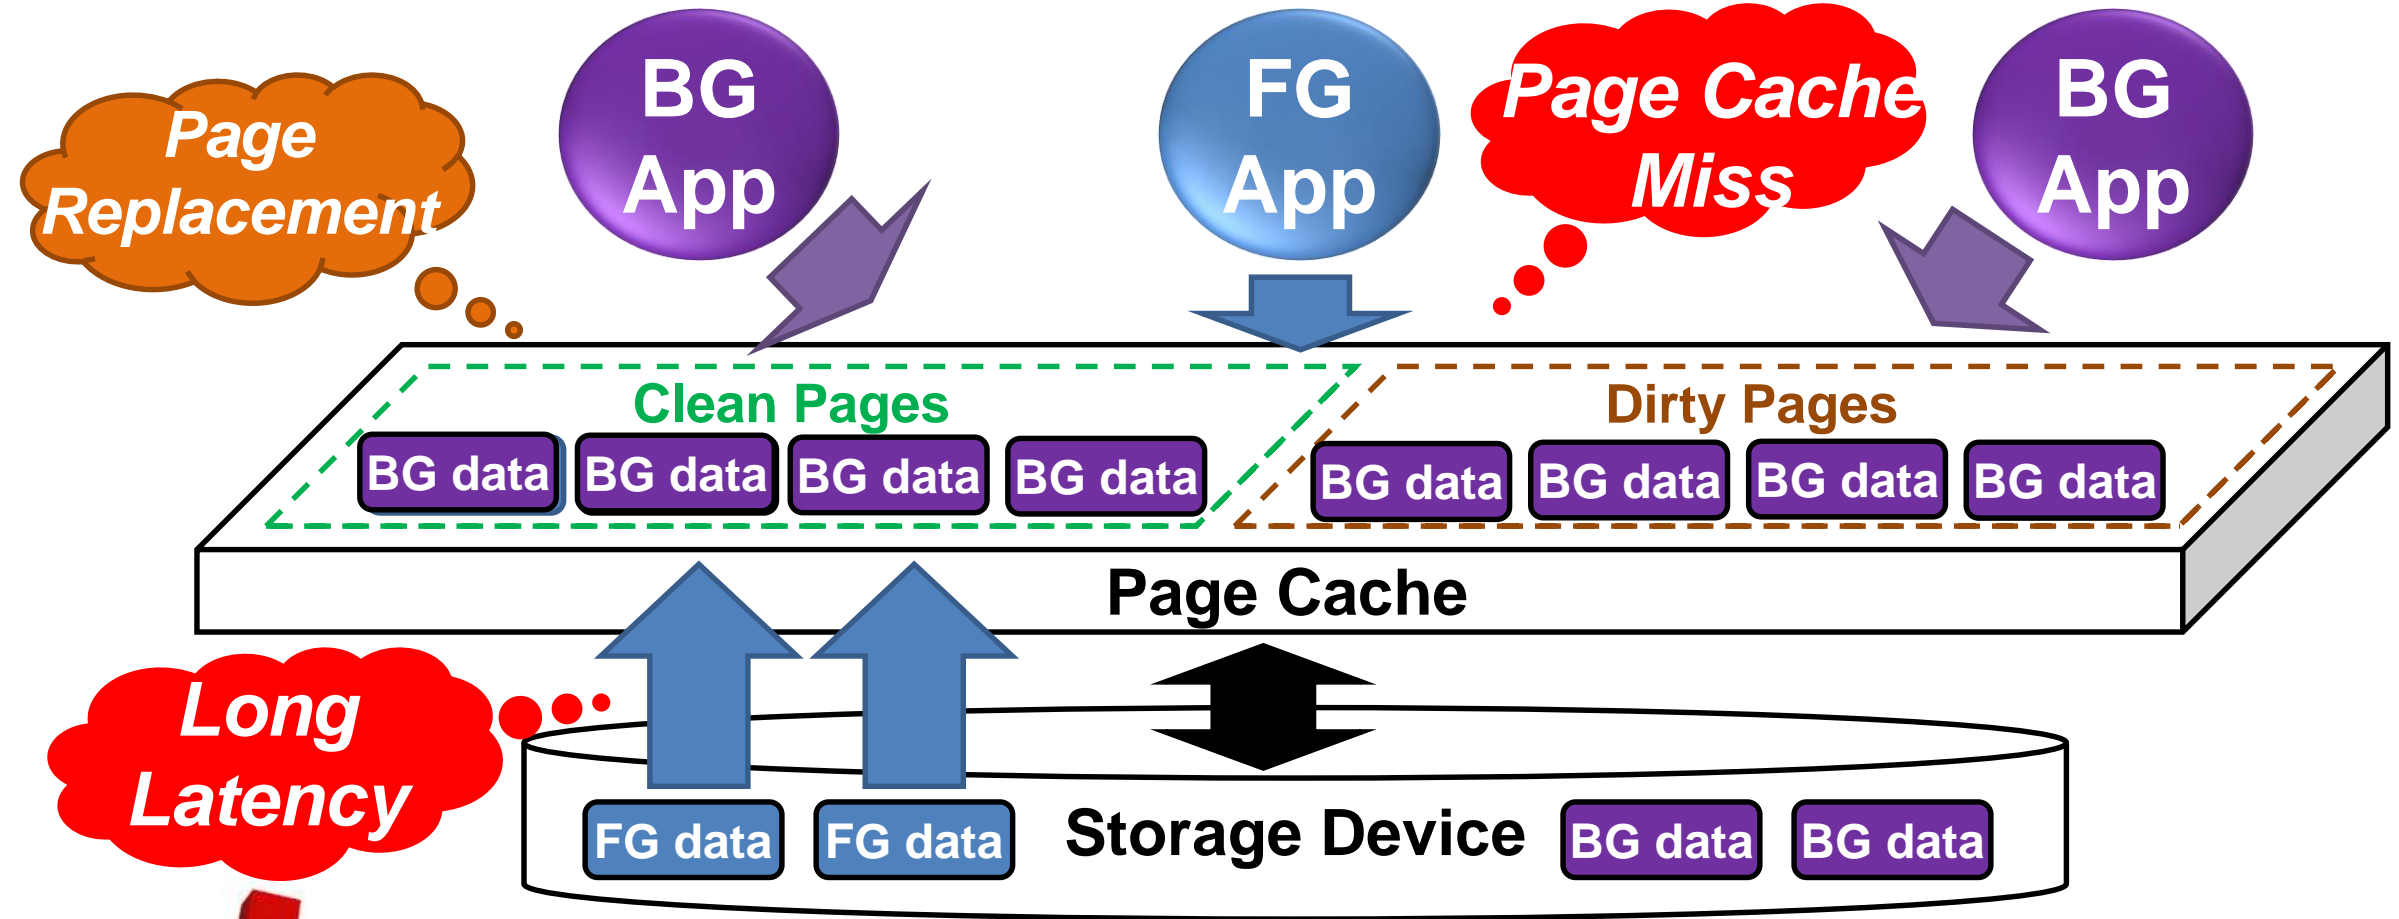 BG
App
FG
App
Page Cache
Miss
BG
App
Page
Replacement
Clean Pages
Dirty Pages
BG data
BG data
BG data
BG data
BG data
BG data
BG data
BG data
Page Cache
Long
Latency
FG data
FG data
Storage Device
BG data
BG data